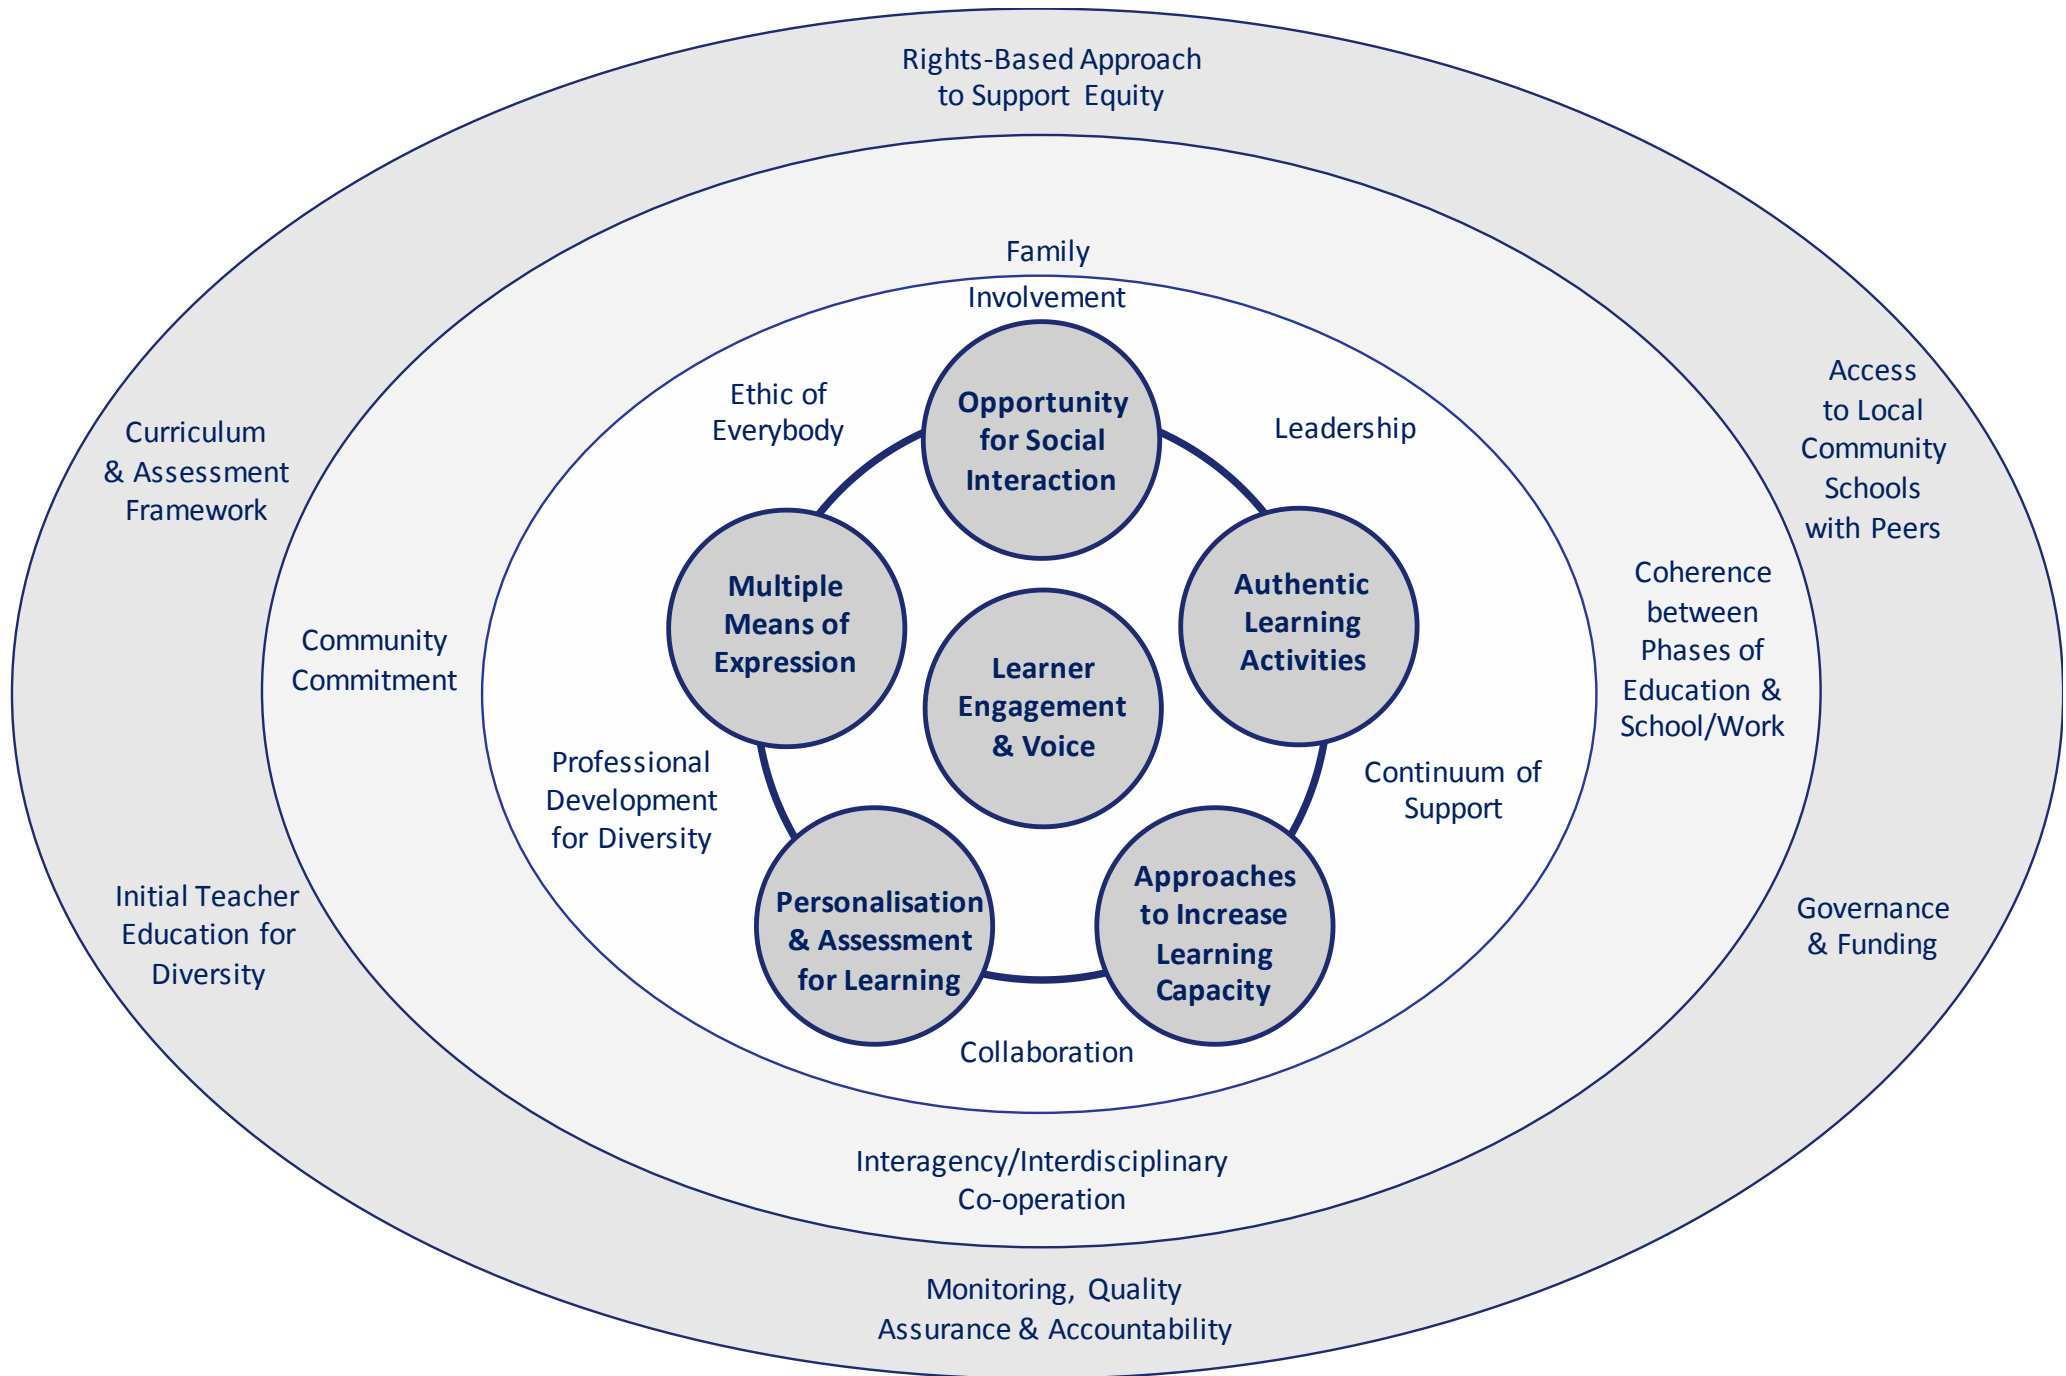 Rights-Based Approach
to Support Equity
Family
Involvement
Ethic of
Everybody
Leadership
Opportunity
for Social
Interaction
Access
to Local
Community
Schools
with Peers
Curriculum
& Assessment
Framework
Multiple
Means of
Expression
Authentic
Learning
Activities
Learner
Engagement
& Voice
Community
Commitment
Coherence
between
Phases of
Education &
School/Work
Professional
Development
for Diversity
Continuum of
Support
Personalisation
& Assessment
for Learning
Approaches
to Increase
Learning
Capacity
Initial Teacher
Education for
Diversity
Governance
& Funding
Collaboration
Interagency/Interdisciplinary
Co-operation
Monitoring, Quality
Assurance & Accountability